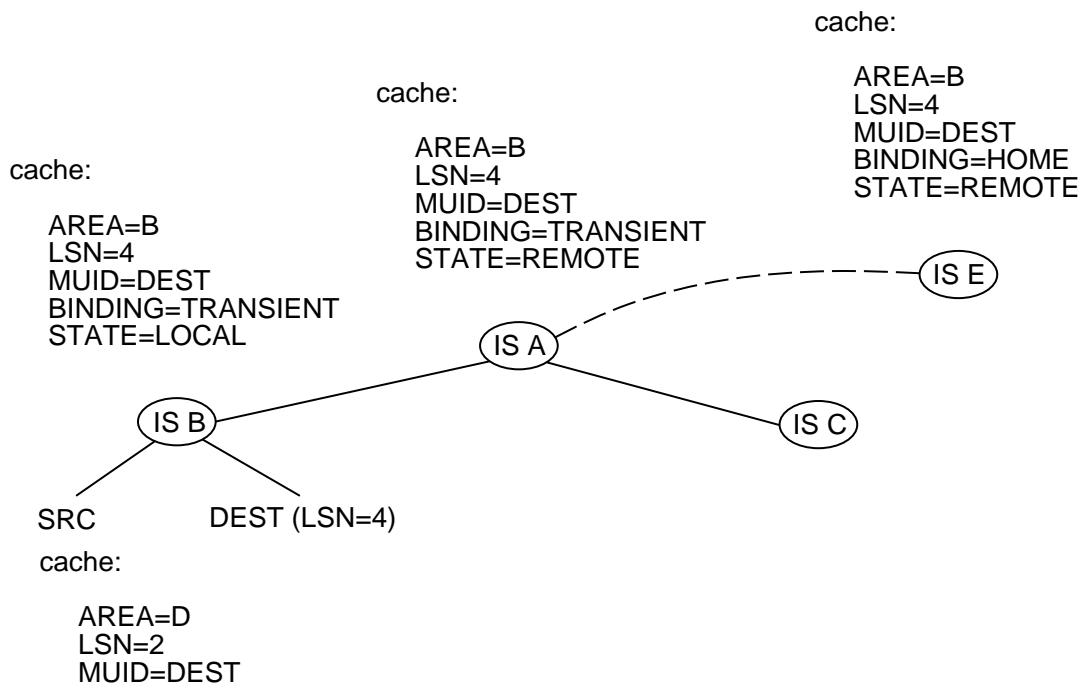 cache:
AREA=B
LSN=4
MUID=DEST
BINDING=HOME
STATE=REMOTE
cache:
AREA=B
LSN=4
MUID=DEST
BINDING=TRANSIENT
STATE=REMOTE
cache:
AREA=B
LSN=4
MUID=DEST
BINDING=TRANSIENT
STATE=LOCAL
IS E
IS A
IS B
IS C
SRC
DEST (LSN=4)
cache:
AREA=D
LSN=2
MUID=DEST